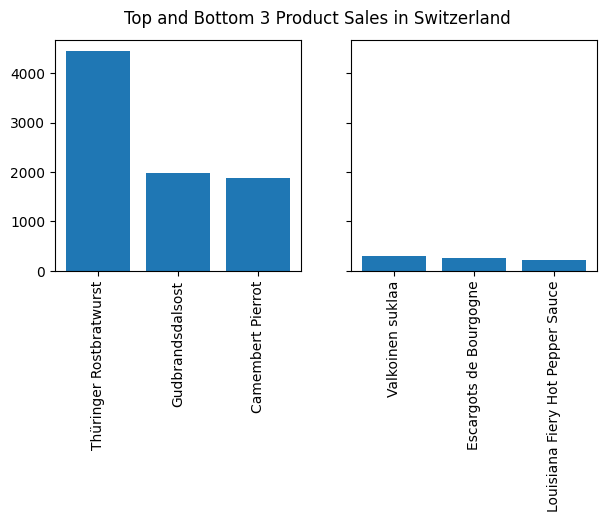 Top and Bottom 3 Product Sales in Switzerland
4000
3000
2000
1000
0
Thüringer Rostbratwurst
Gudbrandsdalsost
Camembert Pierrot
Valkoinen suklaa
Escargots de Bourgogne
Louisiana Fiery Hot Pepper Sauce